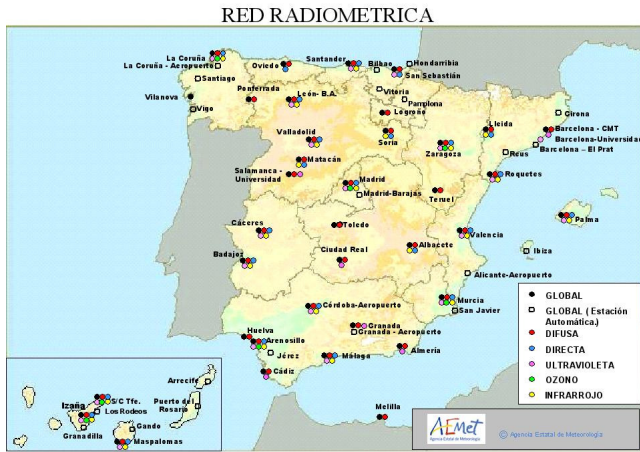 RED RADIOMETRICA
La Coruña
La Coruña - Aeropuerto
Santiago
Vilanova
Vigo
Oviedo
Santander
Bilbao
Hondarribia
San Sebastián
Ponferrada
León- B.A.
Vitoria
Pamplona
Logroño
Girona
Valladolid
Soria
Zaragoza
Lleida
Barcelona - CMT
Barcelona-Universidad
Barcelona – El Prat
Reus
Matacán
Salamanca -
Universidad
Madrid
Madrid-Barajas
Teruel
Roquetes
Cáceres
Toledo
Valencia
Palma
Badajoz
Ciudad Real
Albacete
Ibiza
Alicante-Aeropuerto
Córdoba-Aeropuerto
Murcia
San Javier
Huelva
Arenosillo
Granada
Granada - Aeropuerto
Jérez
Málaga
Almería
Cádiz
Melilla
Arrecife
Izaña
S/C Tfe.
Los Rodeos
Puerto del
Rosario
Granadilla
Gando
Maspalomas
GLOBAL
GLOBAL ( Estación
Automática.)
DIFUSA
DIRECTA
ULTRAVIOLETA
OZONO
INFRARROJO
AEMet
Agencia Estatal de Meteorología
© Agencia Estatal de Meteorología